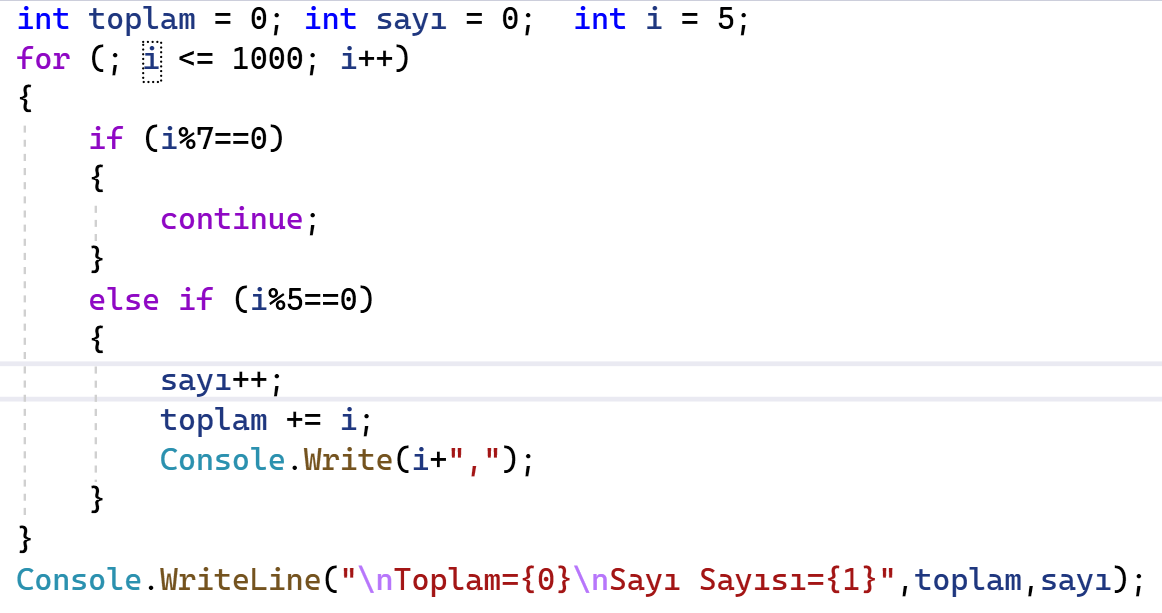 int toplam = 0; int sayı = 0;  int i = 5;
for (; i <= 1000; i++)
{
    if (i%7==0)
    {
        continue;
    }
    else if (i%5==0)
    {
        sayı++;
        toplam += i;
        Console.Write(i+",");
    }
}
Console.WriteLine("\nToplam={0}\nSayı Sayısı={1}",toplam,sayı);